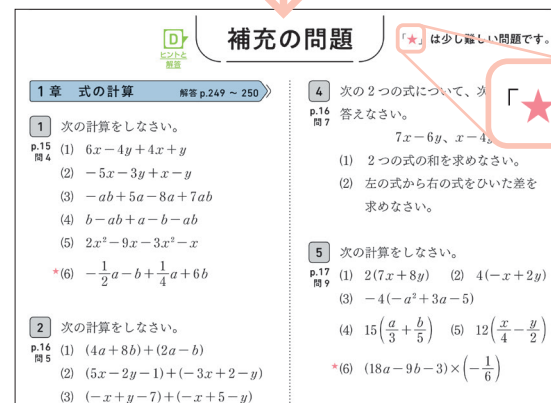 D
ヒントと
解答
補充の問題
「★」は少し難しい問題です。
「★
1章 式の計算 解答 p.249 ～ 250
1 次の計算をしなさい。
p.15
問4
(1) 6x－4y＋4x＋y
(2) －5x－3y＋x－y
(3) －ab＋5a－8a＋7ab
(4) b－ab＋a－b－ab
(5) 2x²－9x－3x²－x
★(6) －1/2a－b＋1/4a＋6b
2 次の計算をしなさい。
p.16
問5
(1) (4a＋8b)＋(2a－b)
(2) (5x－2y－1)＋(－3x＋2－y)
(3) (－x＋y－7)＋(－x＋5－y)
4 次の2つの式について、次
p.16
問7
答えなさい。
7x－6y、x－4y
(1) 2つの式の和を求めなさい。
(2) 左の式から右の式をひいた差を
求めなさい。
5 次の計算をしなさい。
p.17
問9
(1) 2(7x＋8y) (2) 4(－x＋2y)
(3) －4(－a²＋3a－5)
(4) 15(a/3＋b/5) (5) 12(x/4－y/2)
★(6) (18a－9b－3)×(－1/6)